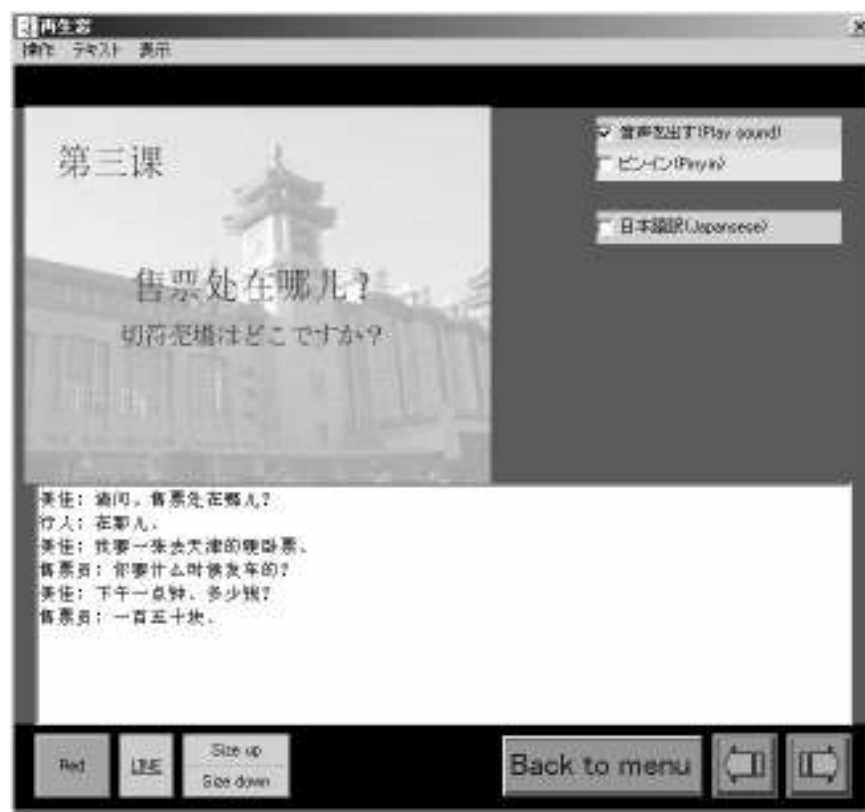 再生窓
操作 テキスト 表示
第三课
售票处在哪儿?
切符売場はどこですか?
音声を出す(Play sound)
ピンイン(Pinyin)
日本語訳(Japansese)
美佳: 请问。售票处在哪儿?
行人: 在那儿。
美佳: 我要一张去天津的硬卧票。
售票员: 你要什么时候发车的?
美佳: 下午一点钟。多少钱?
售票员: 一百五十块。
Red
LINE
Size up
Size down
Back to menu